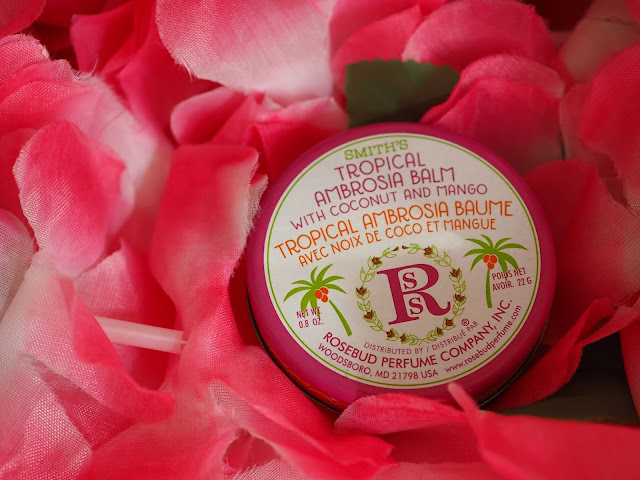 SMITH'S
TROPICAL
AMBROSIA BALM
WITH COCONUT AND MANGO
TROPICAL AMBROSIA BAUME
AVEC NOIX DE COCO ET MANGUE
NET WT.
0.8 OZ.
S
R
S S
POIDS NET
AVOIR. 22 G
DISTRIBUTED BY / DISTRIBUÉ PAR
ROSEBUD PERFUME COMPANY, INC.®
WOODSBORO, MD 21798 USA www.rosebudperfume.com